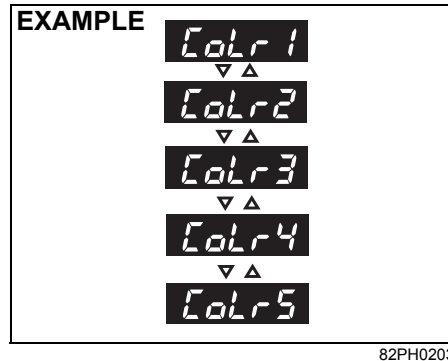 EXAMPLE
CoLr1
▽ △
CoLr2
▽ △
CoLr3
▽ △
CoLr4
▽ △
CoLr5
82PH0203